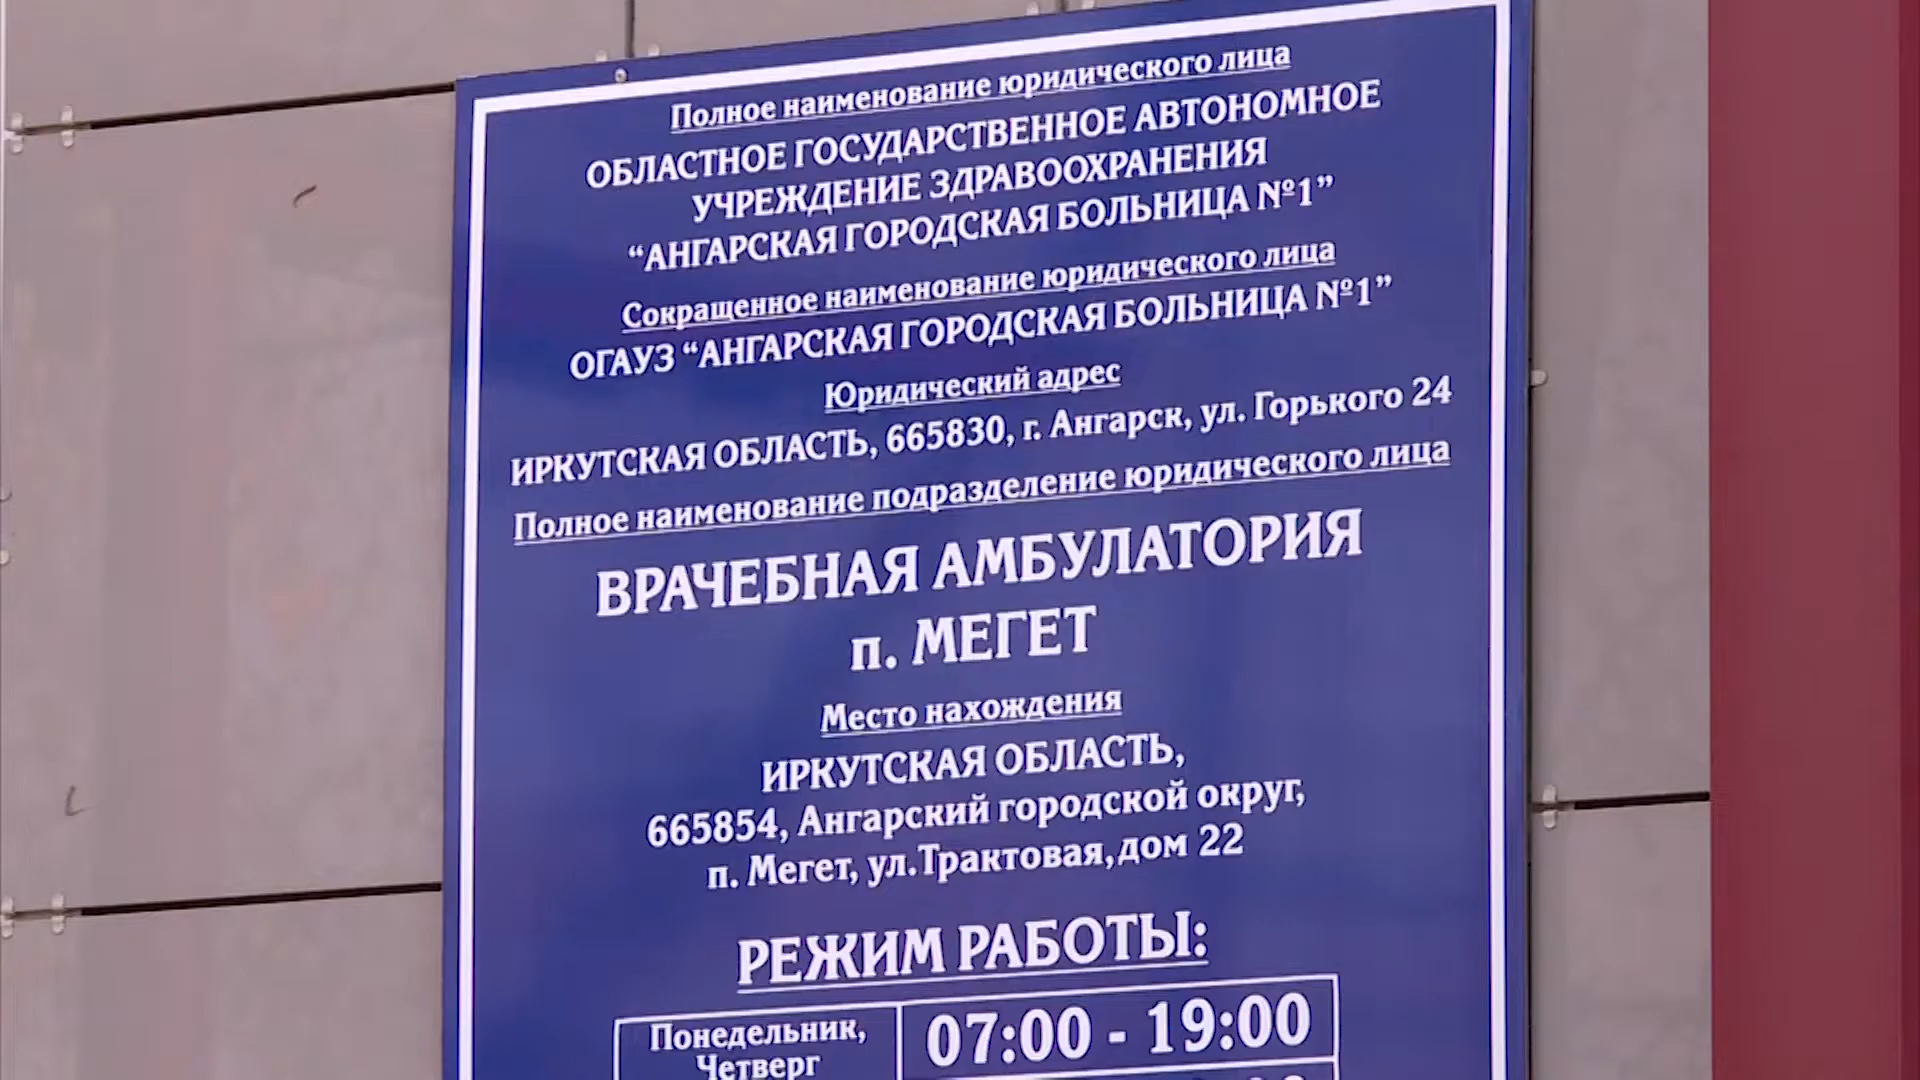 Полное наименование юридического лица
ОБЛАСТНОЕ ГОСУДАРСТВЕННОЕ АВТОНОМНОЕ
УЧРЕЖДЕНИЕ ЗДРАВООХРАНЕНИЯ
“АНГАРСКАЯ ГОРОДСКАЯ БОЛЬНИЦА №1”
Сокращенное наименование юридического лица
ОГАУЗ “АНГАРСКАЯ ГОРОДСКАЯ БОЛЬНИЦА №1”
Юридический адрес
ИРКУТСКАЯ ОБЛАСТЬ, 665830, г. Ангарск, ул. Горького 24
Полное наименование подразделение юридического лица
ВРАЧЕБНАЯ АМБУЛАТОРИЯ
п. МЕГЕТ
Место нахождения
ИРКУТСКАЯ ОБЛАСТЬ,
665854, Ангарский городской округ,
п. Мегет, ул.Трактовая,дом 22
РЕЖИМ РАБОТЫ:
Понедельник, 07:00 - 19:00
Четверг